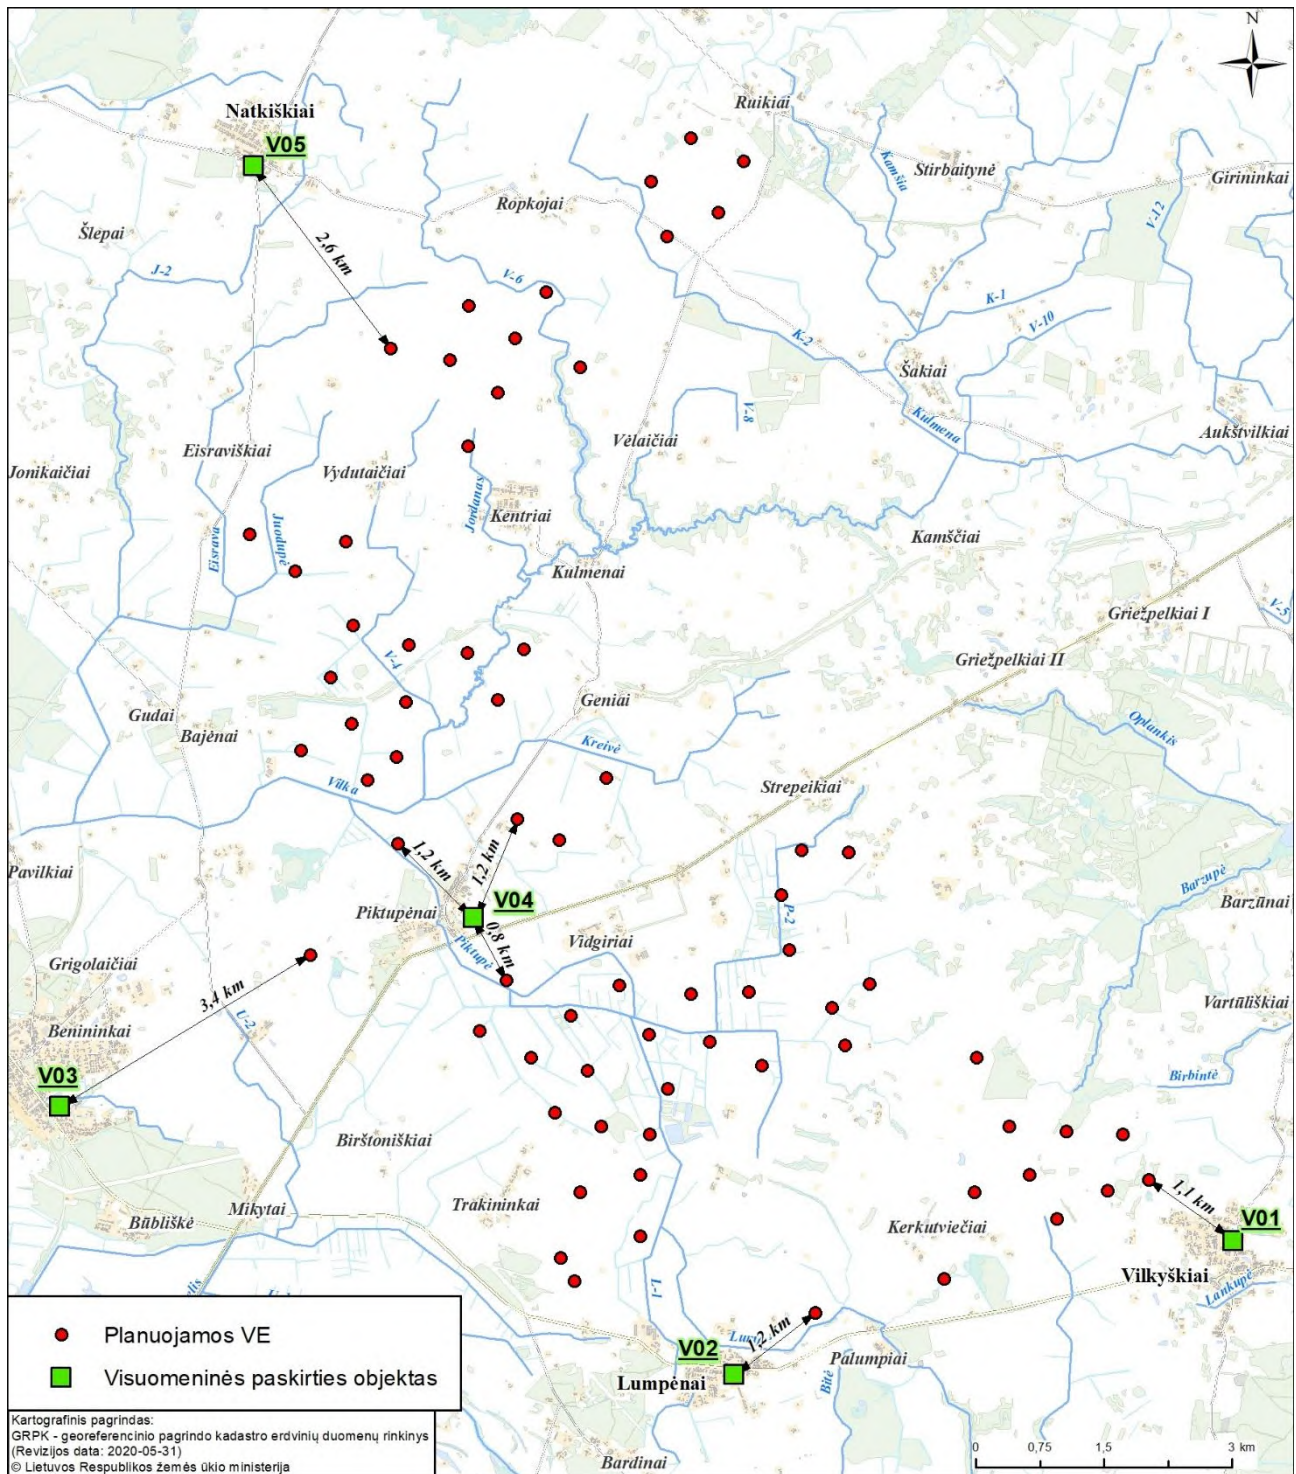 N
Natkiškiai
V05
Ruikiai
Kamšia
Stirbaitynė
Girininkai
V-12
Ropkojai
Šlepai
J-2
2,6 km
V-6
K-1
V-10
K-2
Šakiai
V-8
Kulmena
Vėlaičiai
Aukštvilkiai
Eisraviškiai
Vydutaičiai
Jonikaičiai
Jordanas
Kentriai
Eisrava
Juodupė
Kamščiai
Kulmenai
V-5
Griežpelkiai I
Griežpelkiai II
V-4
Geniai
Gudai
Bajėnai
Oplankis
Kreivė
Vilka
Strepeikiai
Pavilkiai
1,2 km
1,2 km
Barzupė
V04
P-2
Barzūnai
Piktupėnai
Piktupė
0,8 km
Vidgiriai
Grigolaičiai
3,4 km
U-2
Vartūliškiai
Benininkai
V03
Birbintė
Birštoniškiai
Trakininkai
1,1 km
V01
Būbliškė
Mikytai
Kerkutviečiai
Vilkyškiai
Lankupė
L-1
V02
1,2 km
Palumpiai
Bitė
Lumpėnai
Bardinai
Planuojamos VE
Visuomeninės paskirties objektas
Kartografinis pagrindas:
GRPK - georeferencinio pagrindo kadastro erdvinių duomenų rinkinys
(Revizijos data: 2020-05-31)
© Lietuvos Respublikos žemės ūkio ministerija
0 0,75 1,5 3 km